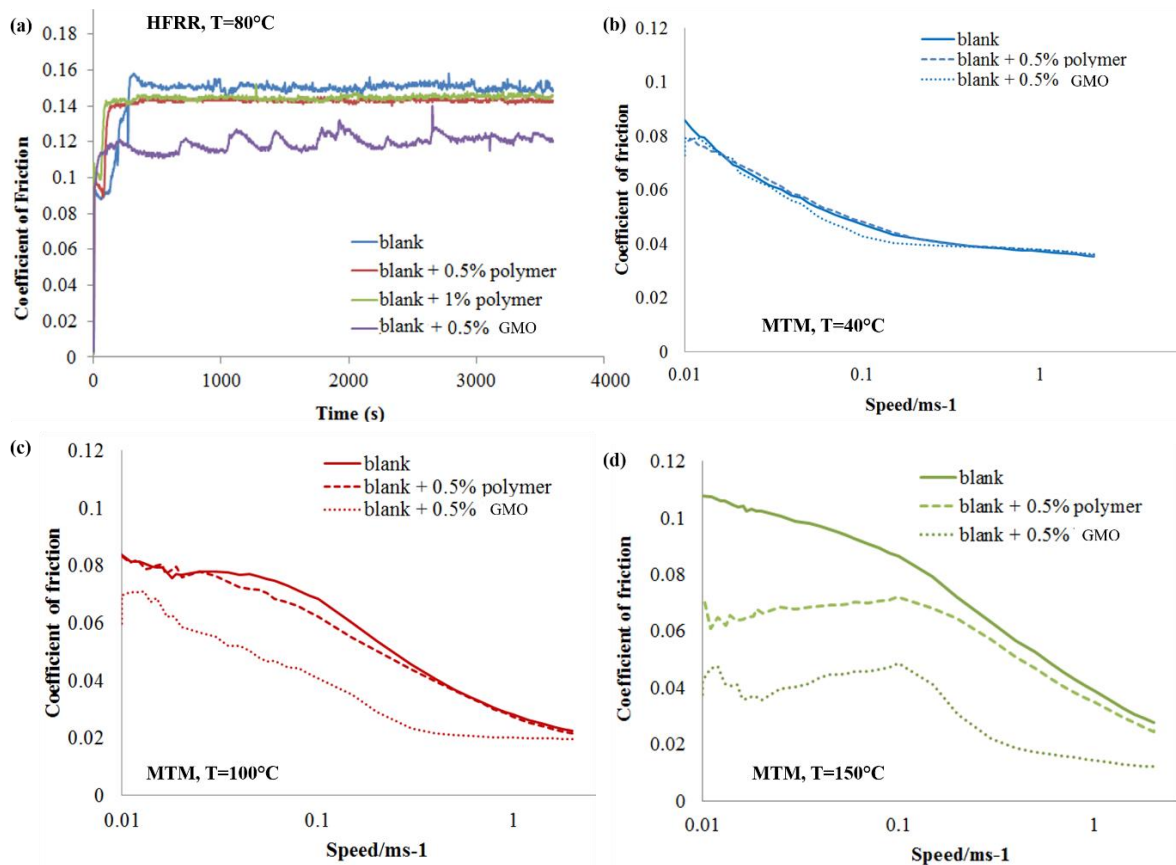 (a)
HFRR, T=80°C
0.18
0.16
0.14
0.12
0.1
0.08
0.06
0.04
0.02
0
Coefficient of Friction
blank
blank + 0.5% polymer
blank + 1% polymer
blank + 0.5% GMO
0 1000 2000 3000 4000
Time (s)
(b)
blank
blank + 0.5% polymer
blank + 0.5% GMO
0.1
0.08
0.06
0.04
0.02
0
Coefficient of friction
MTM, T=40°C
0.01 0.1 1
Speed/ms-1
(c)
0.12
0.1
0.08
0.06
0.04
0.02
0
Coefficient of friction
blank
blank + 0.5% polymer
blank + 0.5% GMO
MTM, T=100°C
0.01 0.1 1
Speed/ms-1
(d)
0.12
0.1
0.08
0.06
0.04
0.02
0
Coefficient of friction
blank
blank + 0.5% polymer
blank + 0.5% GMO
MTM, T=150°C
0.01 0.1 1
Speed/ms-1